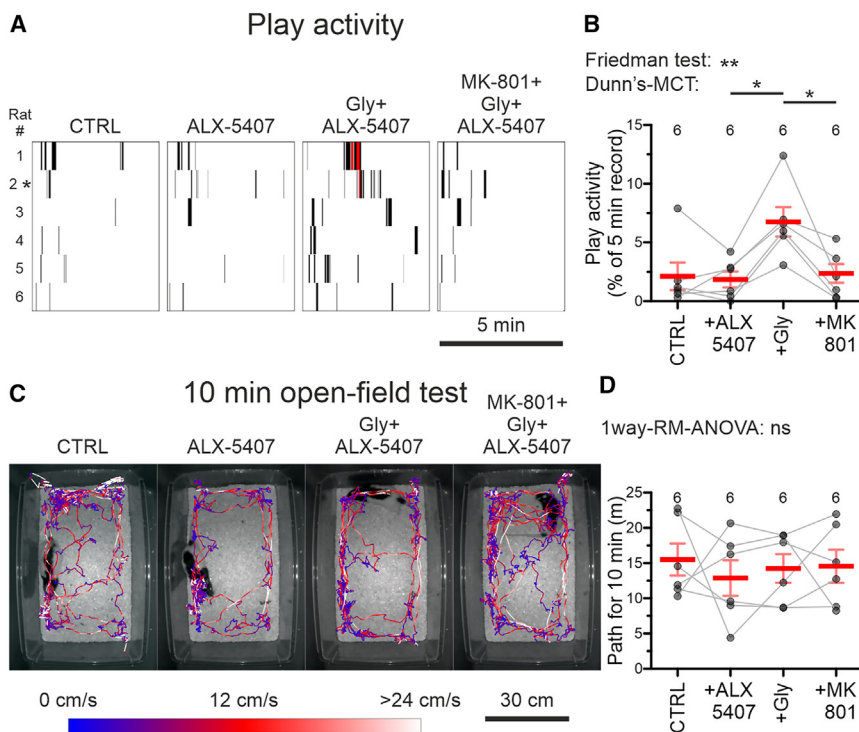 A
Play activity
Rat
#
CTRL
ALX-5407
Gly+
ALX-5407
MK-801+
Gly+
ALX-5407
1
2 *
3
4
5
6
5 min
B
Friedman test: **
Dunn's-MCT:
*
*
6 6 6 6
15
10
5
0
Play activity
(% of 5 min record)
CTRL
+ALX
5407
+Gly
+MK
801
C
10 min open-field test
CTRL
ALX-5407
Gly+
ALX-5407
MK-801+
Gly+
ALX-5407
0 cm/s
12 cm/s
>24 cm/s
30 cm
D
1way-RM-ANOVA: ns
6 6 6 6
25
20
15
10
5
0
Path for 10 min (m)
CTRL
+ALX
5407
+Gly
+MK
801